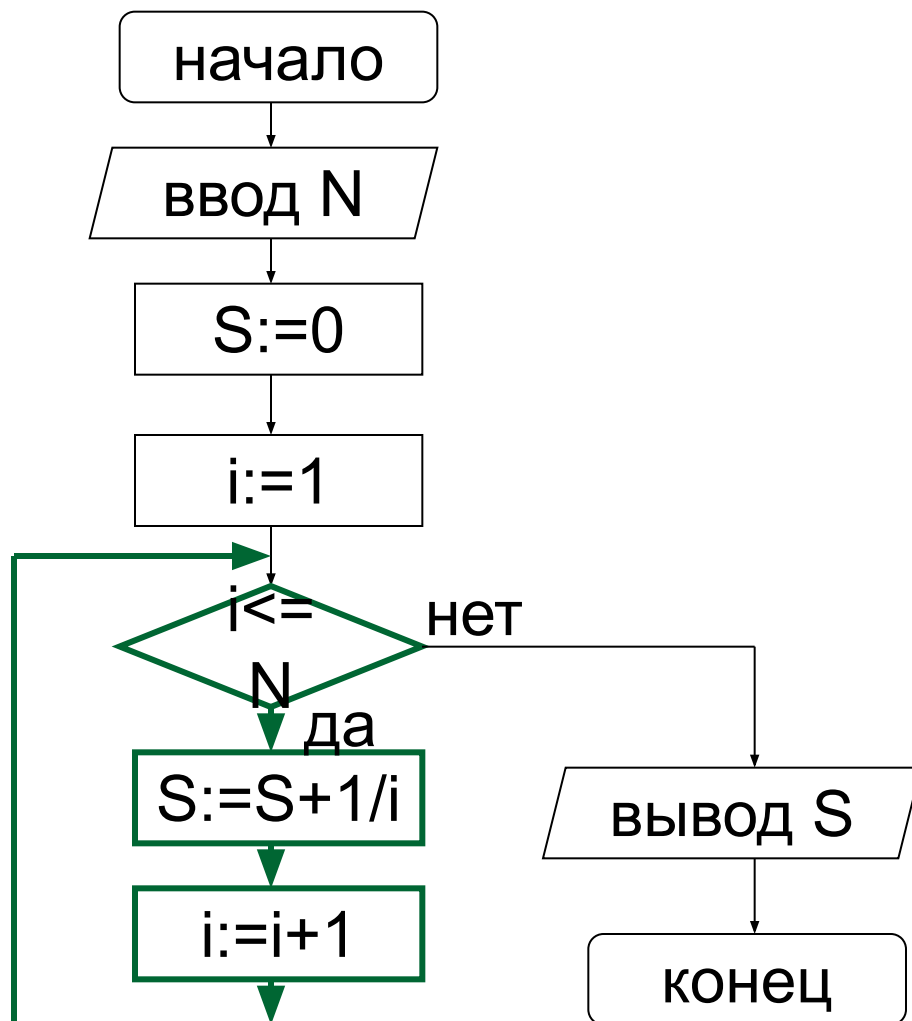 начало
ввод N
S:=0
i:=1
i<=
N
нет
да
S:=S+1/i
i:=i+1
вывод S
конец